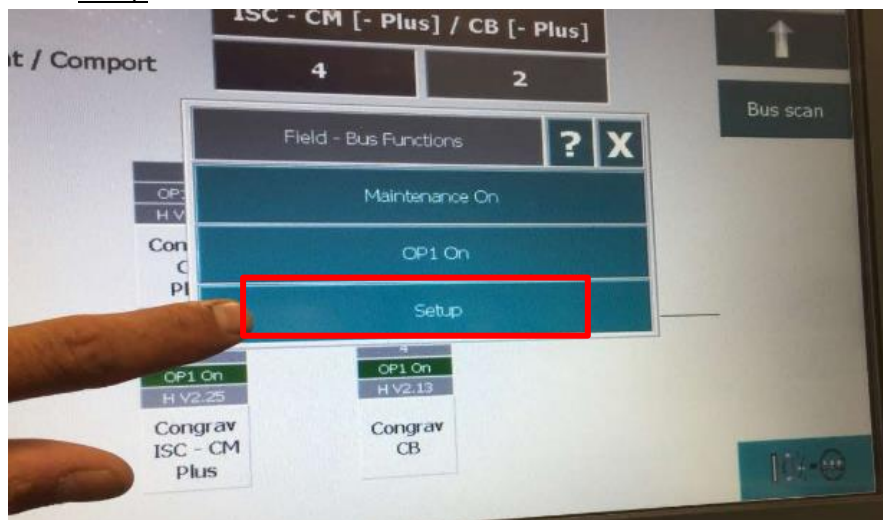 ISC - CM [- Plus] / CB [- Plus]
t / Comport
4
2
Bus scan
Field - Bus Functions
?
X
Maintenance On
OP1 On
Setup
OP1 On
H V2.25
Congrav
ISC - CM
Plus
4
OP1 On
H V2.13
Congrav
CB